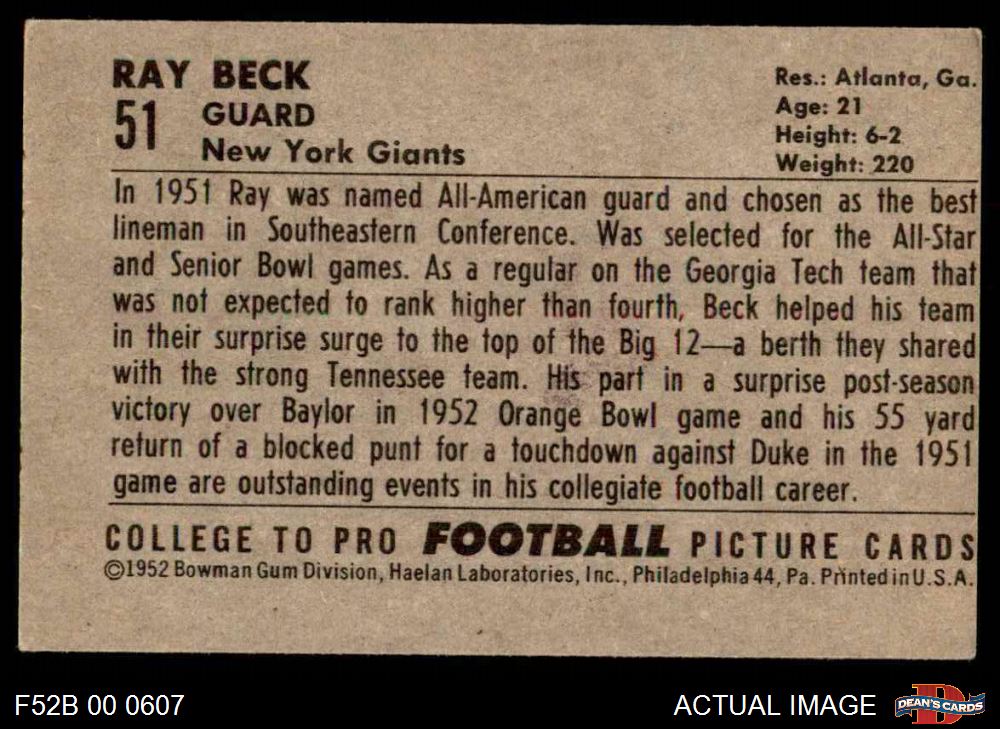 RAY BECK
51 GUARD
New York Giants
Res.: Atlanta, Ga.
Age: 21
Height: 6-2
Weight: 220
In 1951 Ray was named All-American guard and chosen as the best
lineman in Southeastern Conference. Was selected for the All-Star
and Senior Bowl games. As a regular on the Georgia Tech team that
was not expected to rank higher than fourth, Beck helped his team
in their surprise surge to the top of the Big 12—a berth they shared
with the strong Tennessee team. His part in a surprise post-season
victory over Baylor in 1952 Orange Bowl game and his 55 yard
return of a blocked punt for a touchdown against Duke in the 1951
game are outstanding events in his collegiate football career.
COLLEGE TO PRO FOOTBALL PICTURE CARDS
©1952 Bowman Gum Division, Haelan Laboratories, Inc., Philadelphia 44, Pa. Printed in U.S.A.
F52B 00 0607
ACTUAL IMAGE
D
DEAN'S CARDS